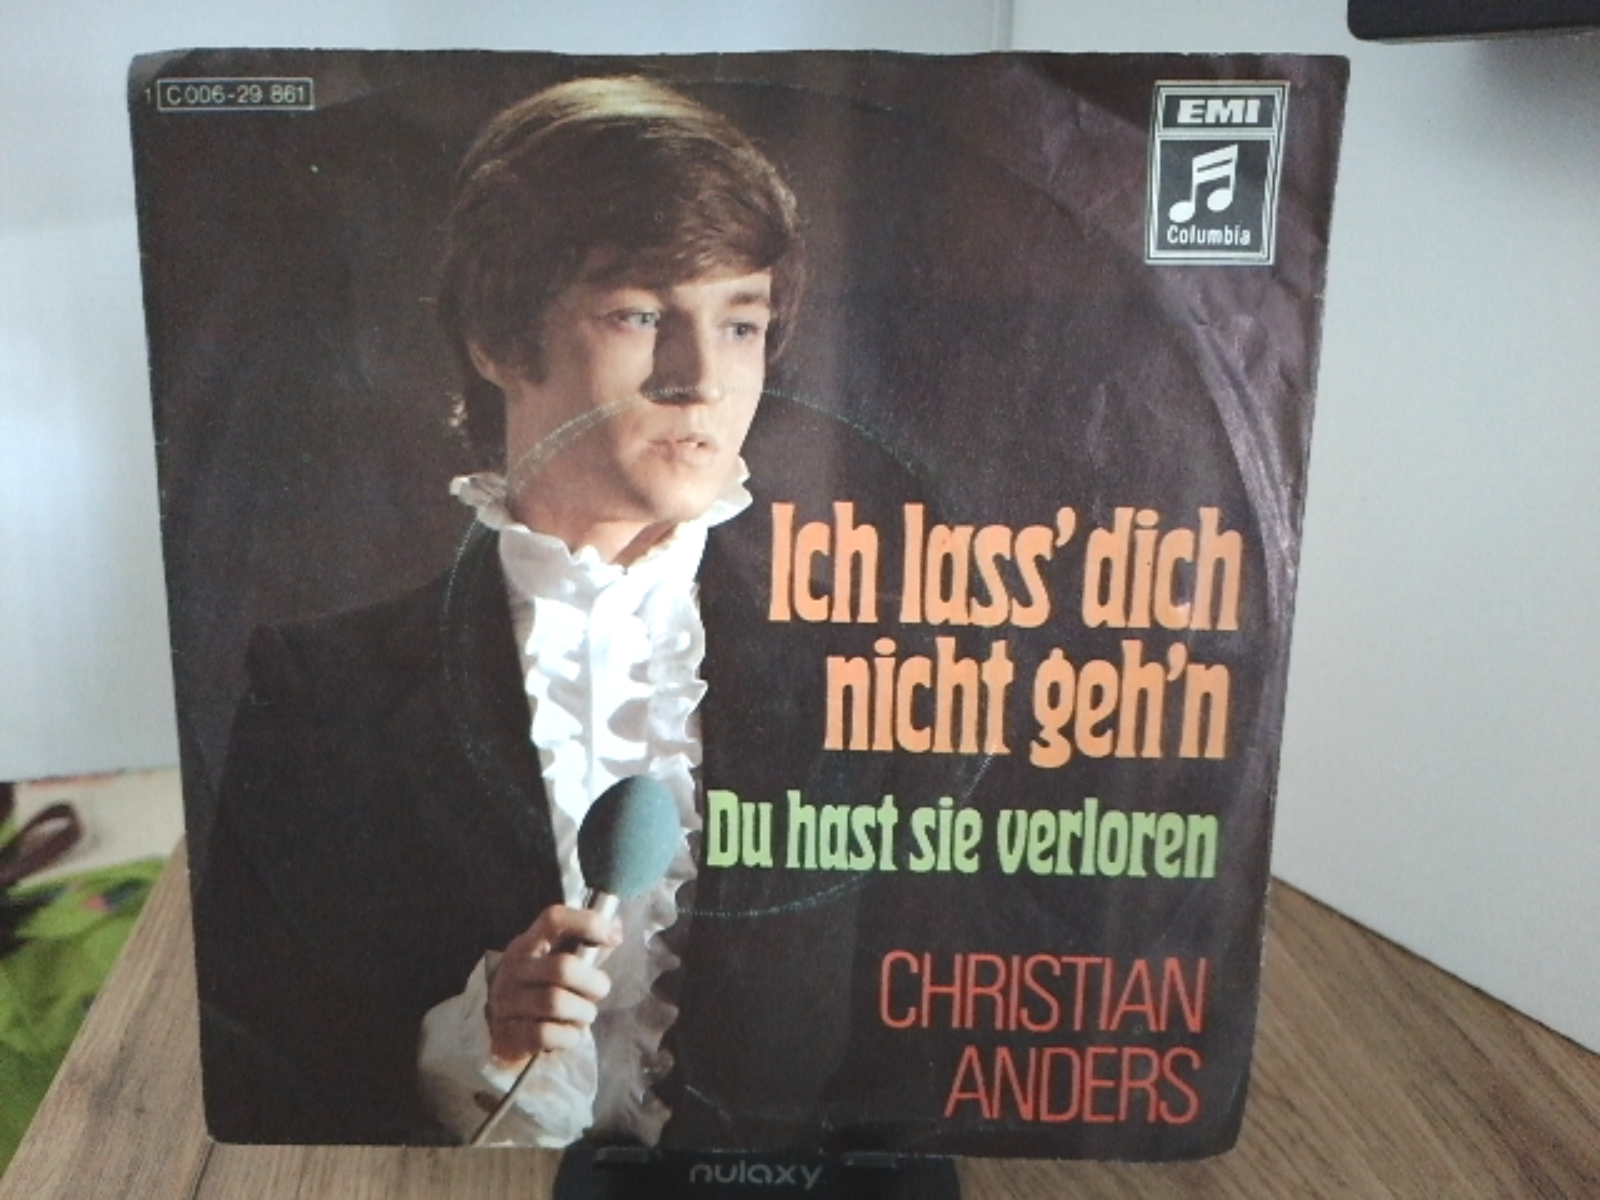 1 C 006-29 861
EMI
Columbia
Ich lass' dich
nicht geh'n
Du hast sie verloren
CHRISTIAN
ANDERS
nulaxy